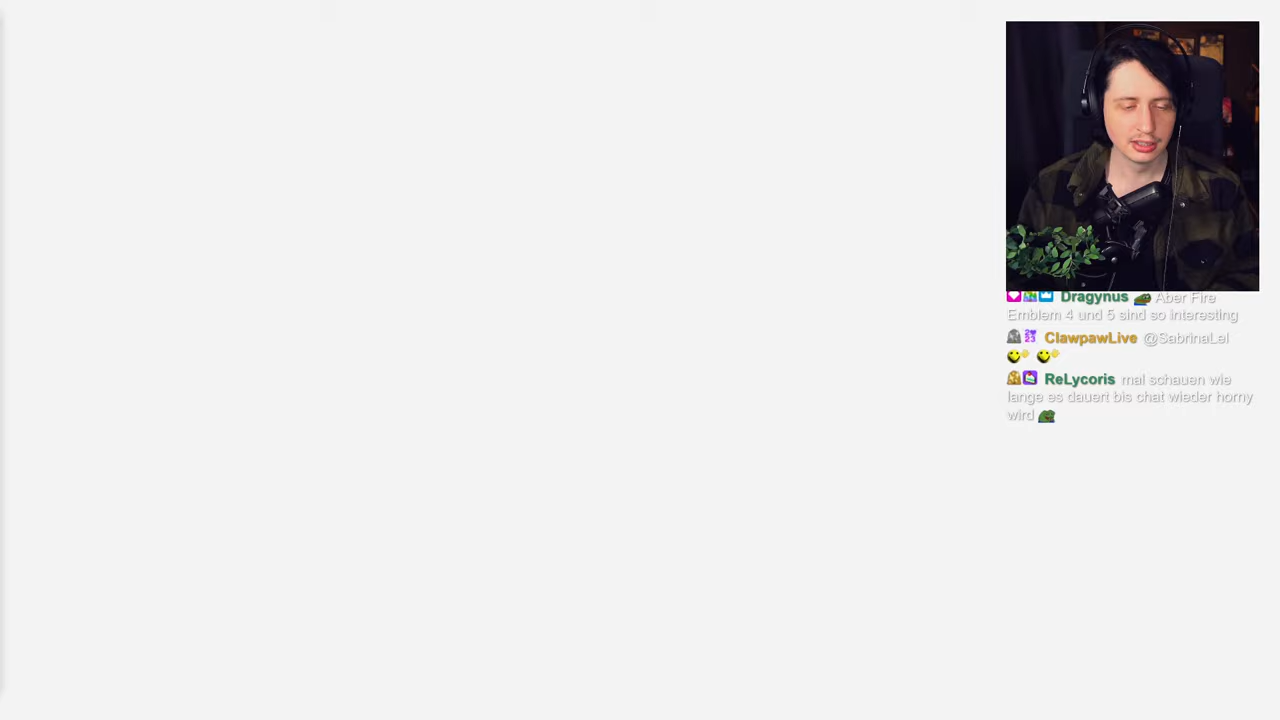 Dragynus Aber Fire
Emblem 4 und 5 sind so interesting
ClawpawLive @SabrinaLel
ReLycoris mal schauen wie
lange es dauert bis chat wieder horny
wird